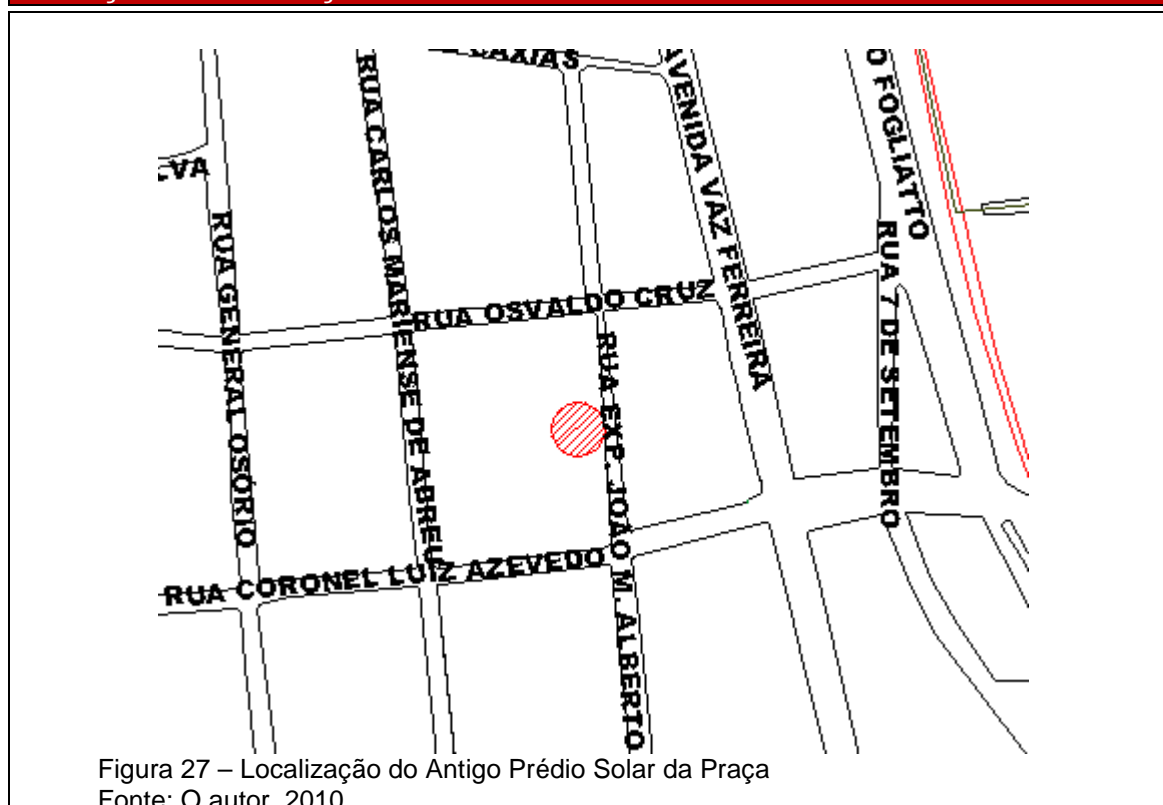 CAXIAS
RUA CARLOS MARIENSE DE ABREU
AVENIDA VAZ FERREIRA
O FOGLIATTO
LVA
RUA GENERAL OSÓRIO
RUA OSVALDO CRUZ
RUA 7 DE SETEMBRO
RUA EXP. JOÃO M. ALBERTO
RUA CORONEL LUIZ AZEVEDO
Figura 27 – Localização do Antigo Prédio Solar da Praça
Fonte: O autor, 2010